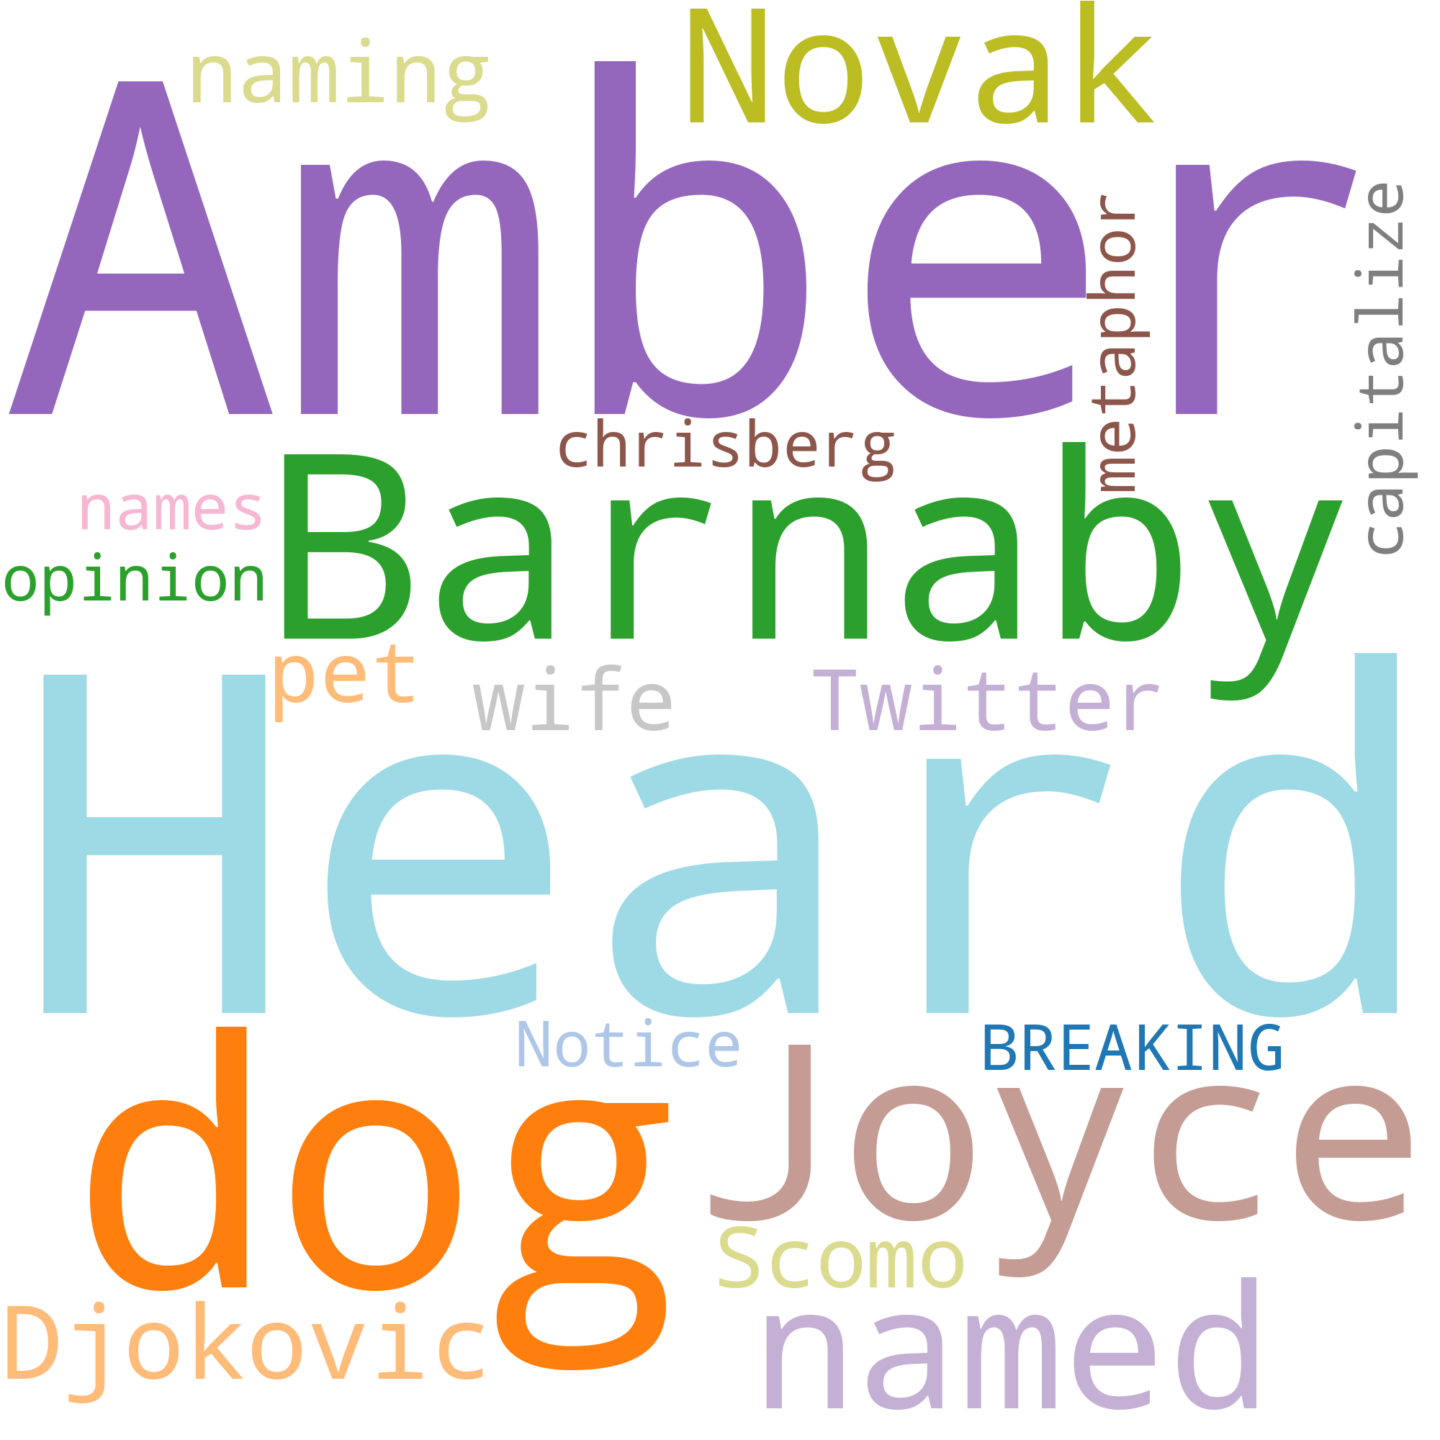 naming
Novak
Amber
metaphor
capitalize
chrisberg
Barnaby
names
opinion
pet
wife
Twitter
Heard
Notice
BREAKING
dog
Joyce
Scomo
Djokovic
named